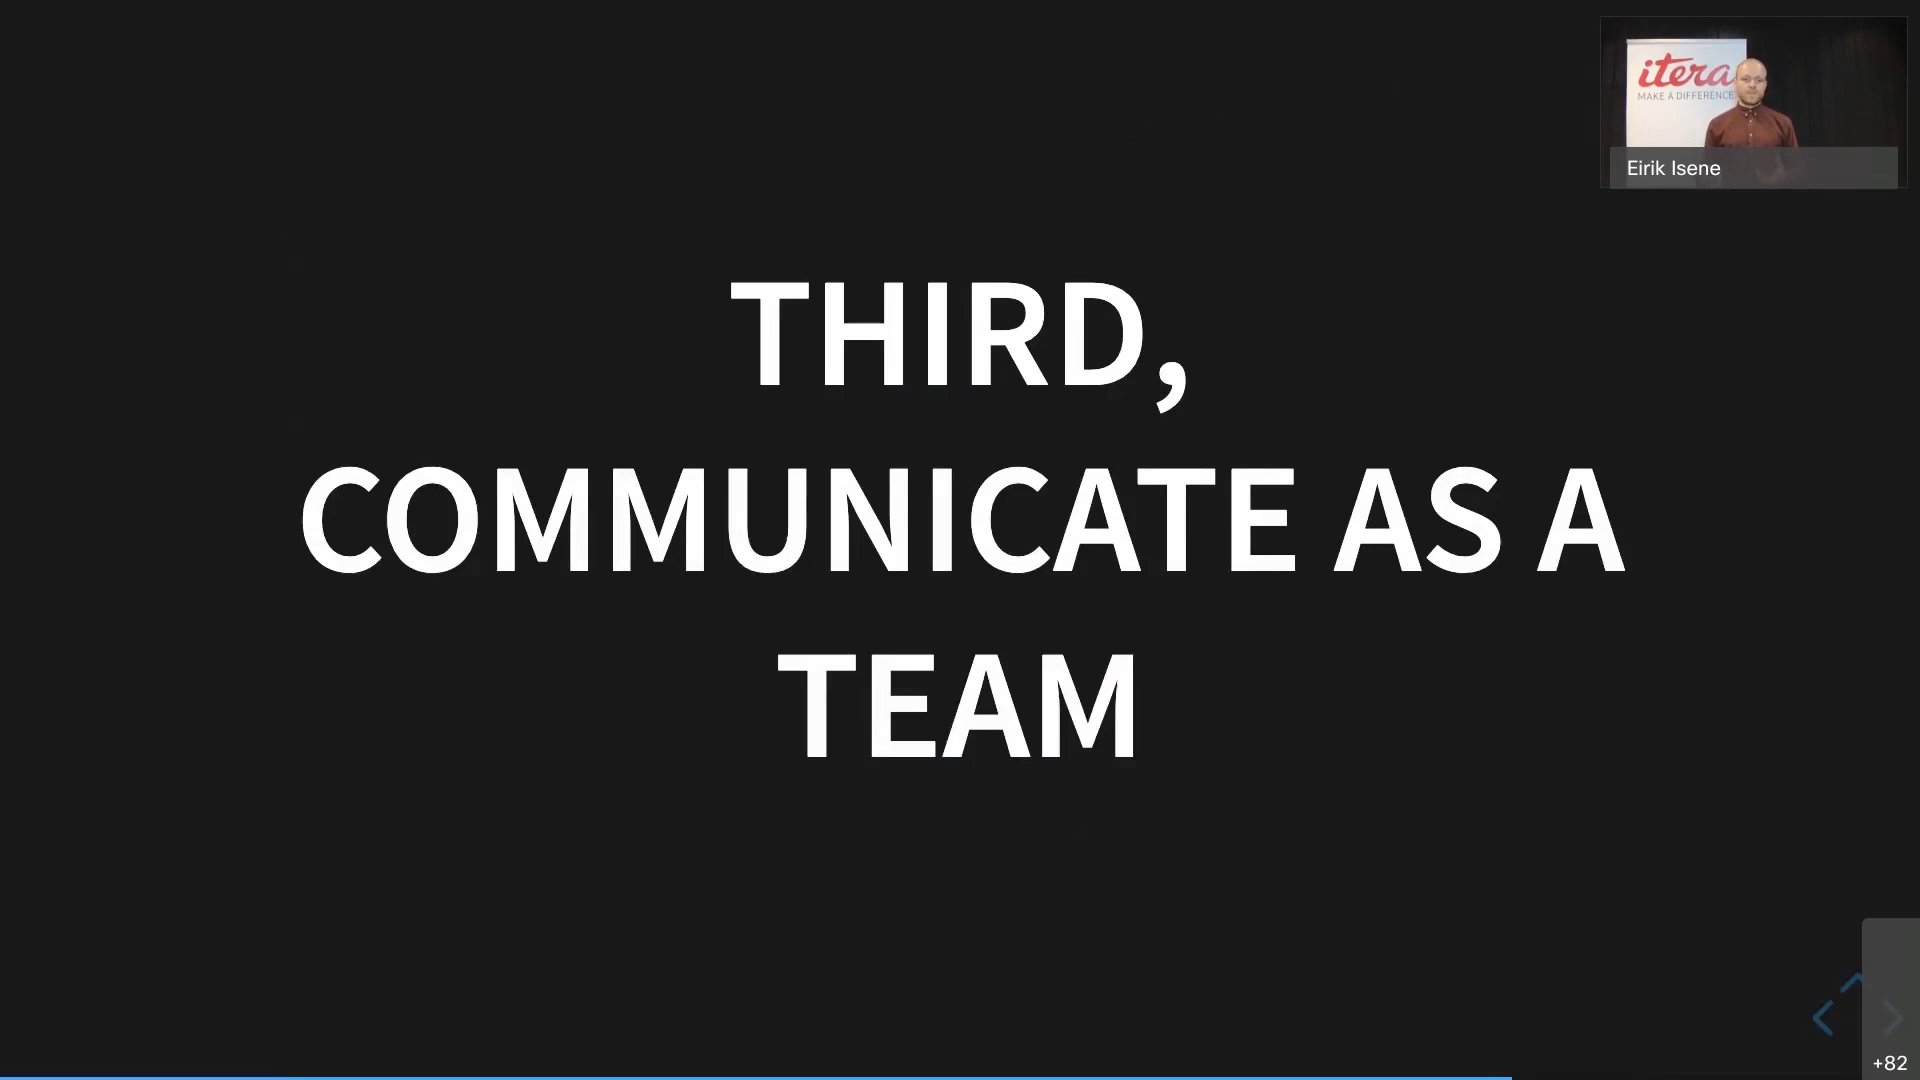 itera
MAKE A DIFFERENCE
Eirik Isene
THIRD,
COMMUNICATE AS A
TEAM
+82